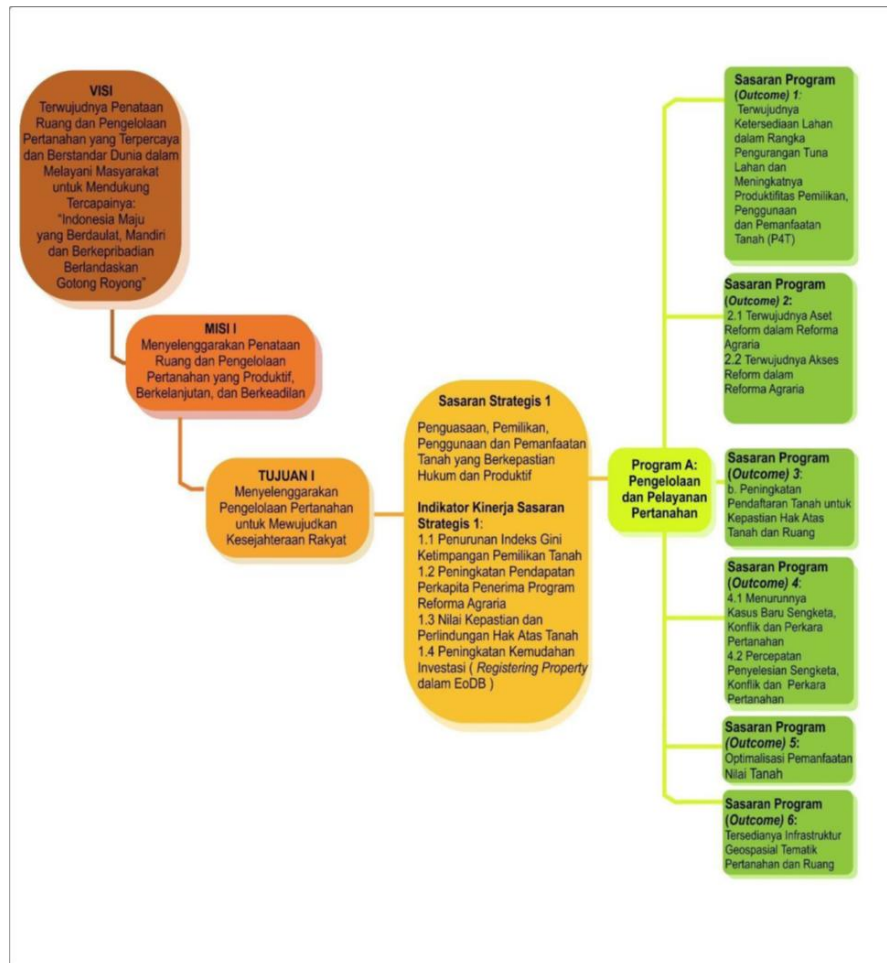 VISI
Terwujudnya Penataan
Ruang dan Pengelolaan
Pertanahan yang Terpercaya
dan Berstandar Dunia dalam
Melayani Masyarakat
untuk Mendukung
Tercapainya:
“Indonesia Maju
yang Berdaulat, Mandiri
dan Berkepribadian
Berlandaskan
Gotong Royong”
MISI I
Menyelenggarakan Penataan
Ruang dan Pengelolaan
Pertanahan yang Produktif,
Berkelanjutan, dan Berkeadilan
TUJUAN I
Menyelenggarakan
Pengelolaan Pertanahan
untuk Mewujudkan
Kesejahteraan Rakyat
Sasaran Strategis 1
Penguasaan, Pemilikan,
Penggunaan dan Pemanfaatan
Tanah yang Berkepastian
Hukum dan Produktif
Indikator Kinerja Sasaran
Strategis 1:
1.1 Penurunan Indeks Gini
Ketimpangan Pemilikan Tanah
1.2 Peningkatan Pendapatan
Perkapita Penerima Program
Reforma Agraria
1.3 Nilai Kepastian dan
Perlindungan Hak Atas Tanah
1.4 Peningkatan Kemudahan
Investasi ( Registering Property
dalam EoDB )
Program A:
Pengelolaan
dan Pelayanan
Pertanahan
Sasaran Program
(Outcome) 1:
Terwujudnya
Ketersediaan Lahan
dalam Rangka
Pengurangan Tuna
Lahan dan
Meningkatnya
Produktifitas Pemilikan,
Penggunaan
dan Pemanfaatan
Tanah (P4T)
Sasaran Program
(Outcome) 2:
2.1 Terwujudnya Aset
Reform dalam Reforma
Agraria
2.2 Terwujudnya Akses
Reform dalam
Reforma Agraria
Sasaran Program
(Outcome) 3:
b. Peningkatan
Pendaftaran Tanah untuk
Kepastian Hak Atas
Tanah dan Ruang
Sasaran Program
(Outcome) 4:
4.1 Menurunnya
Kasus Baru Sengketa,
Konflik dan Perkara
Pertanahan
4.2 Percepatan
Penyelesian Sengketa,
Konflik dan Perkara
Pertanahan
Sasaran Program
(Outcome) 5:
Optimalisasi Pemanfaatan
Nilai Tanah
Sasaran Program
(Outcome) 6:
Tersedianya Infrastruktur
Geospasial Tematik
Pertanahan dan Ruang